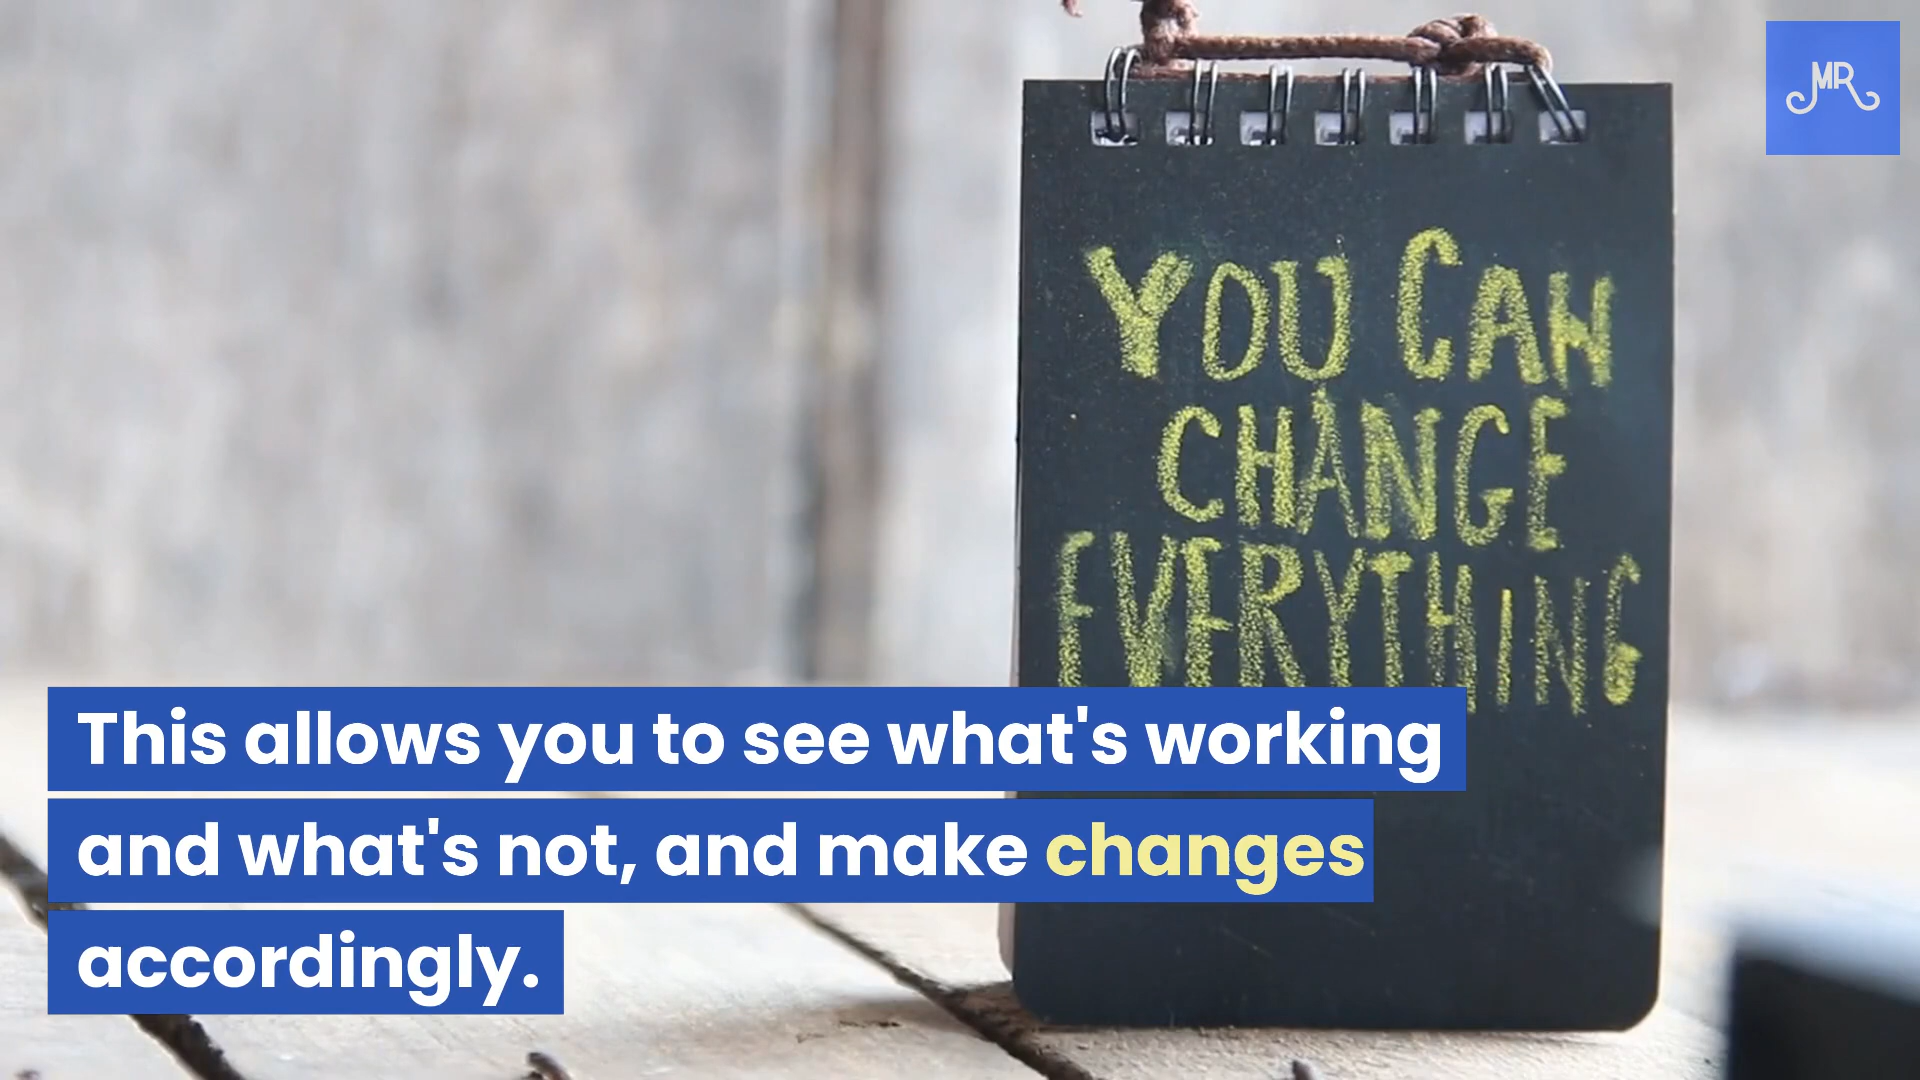 MR
YOU CAN
CHANGE
EVERYTHING
This allows you to see what's working
and what's not, and make changes
accordingly.